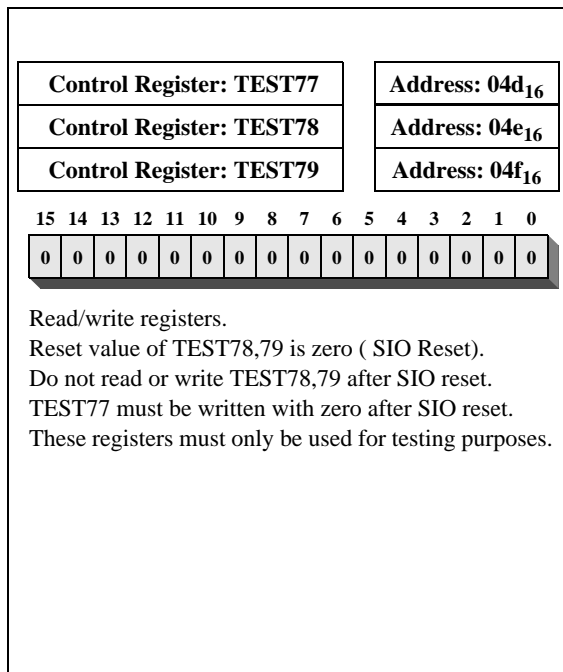 Control Register: TEST77 Address: 04d16
Control Register: TEST78 Address: 04e16
Control Register: TEST79 Address: 04f16
15 14 13 12 11 10 9 8 7 6 5 4 3 2 1 0
0 0 0 0 0 0 0 0 0 0 0 0 0 0 0 0
Read/write registers.
Reset value of TEST78,79 is zero ( SIO Reset).
Do not read or write TEST78,79 after SIO reset.
TEST77 must be written with zero after SIO reset.
These registers must only be used for testing purposes.